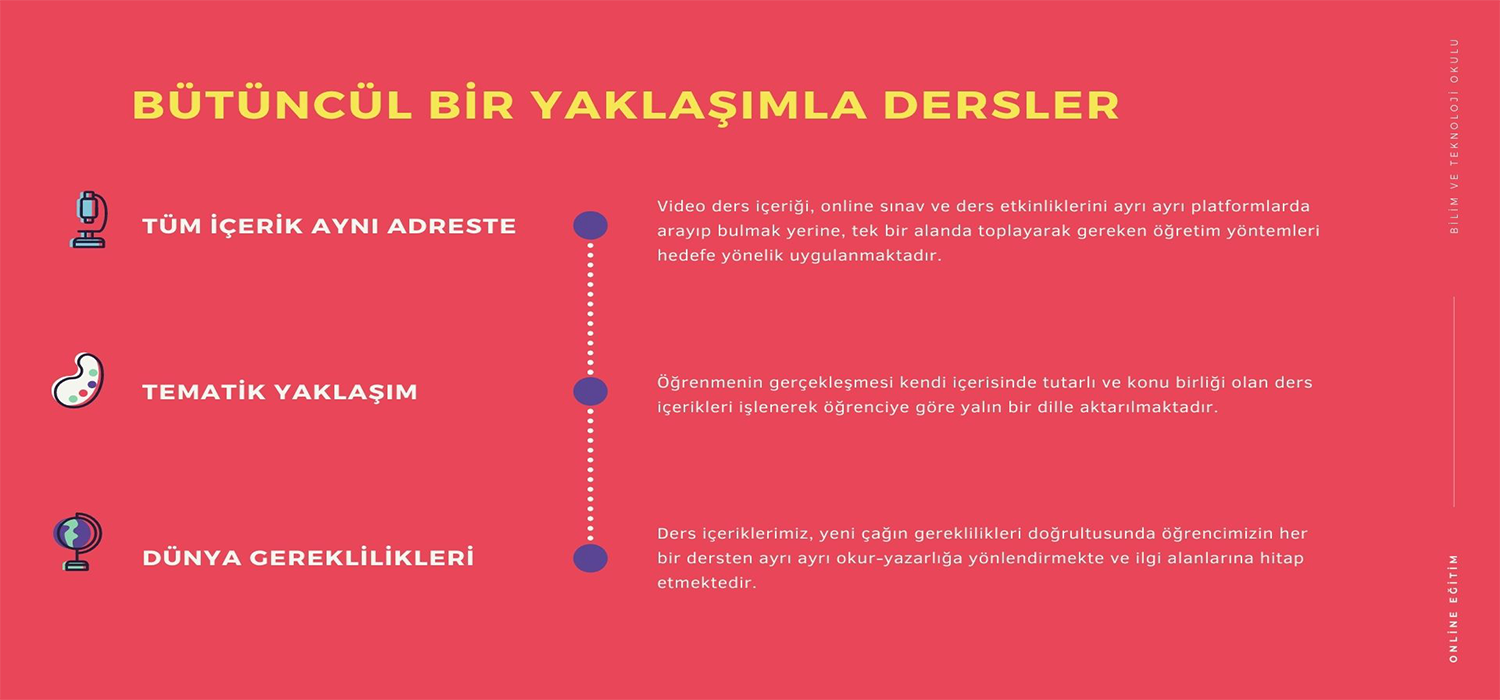 BÜTÜNCÜL BİR YAKLAŞIMLA DERSLER
TÜM İÇERİK AYNI ADRESTE
Video ders içeriği, online sınav ve ders etkinliklerini ayrı ayrı platformlarda
arayıp bulmak yerine, tek bir alanda toplayarak gereken öğretim yöntemleri
hedefe yönelik uygulanmaktadır.
TEMATİK YAKLAŞIM
Öğrenmenin gerçekleşmesi kendi içerisinde tutarlı ve konu birliği olan ders
içerikleri işlenerek öğrenciye göre yalın bir dille aktarılmaktadır.
DÜNYA GEREKLİLİKLERİ
Ders içeriklerimiz, yeni çağın gereklilikleri doğrultusunda öğrencimizin her
bir dersten ayrı ayrı okur-yazarlığa yönlendirmekte ve ilgi alanlarına hitap
etmektedir.
BİLİM VE TEKNOLOJİ OKULU
ONLİNE EĞİTİM